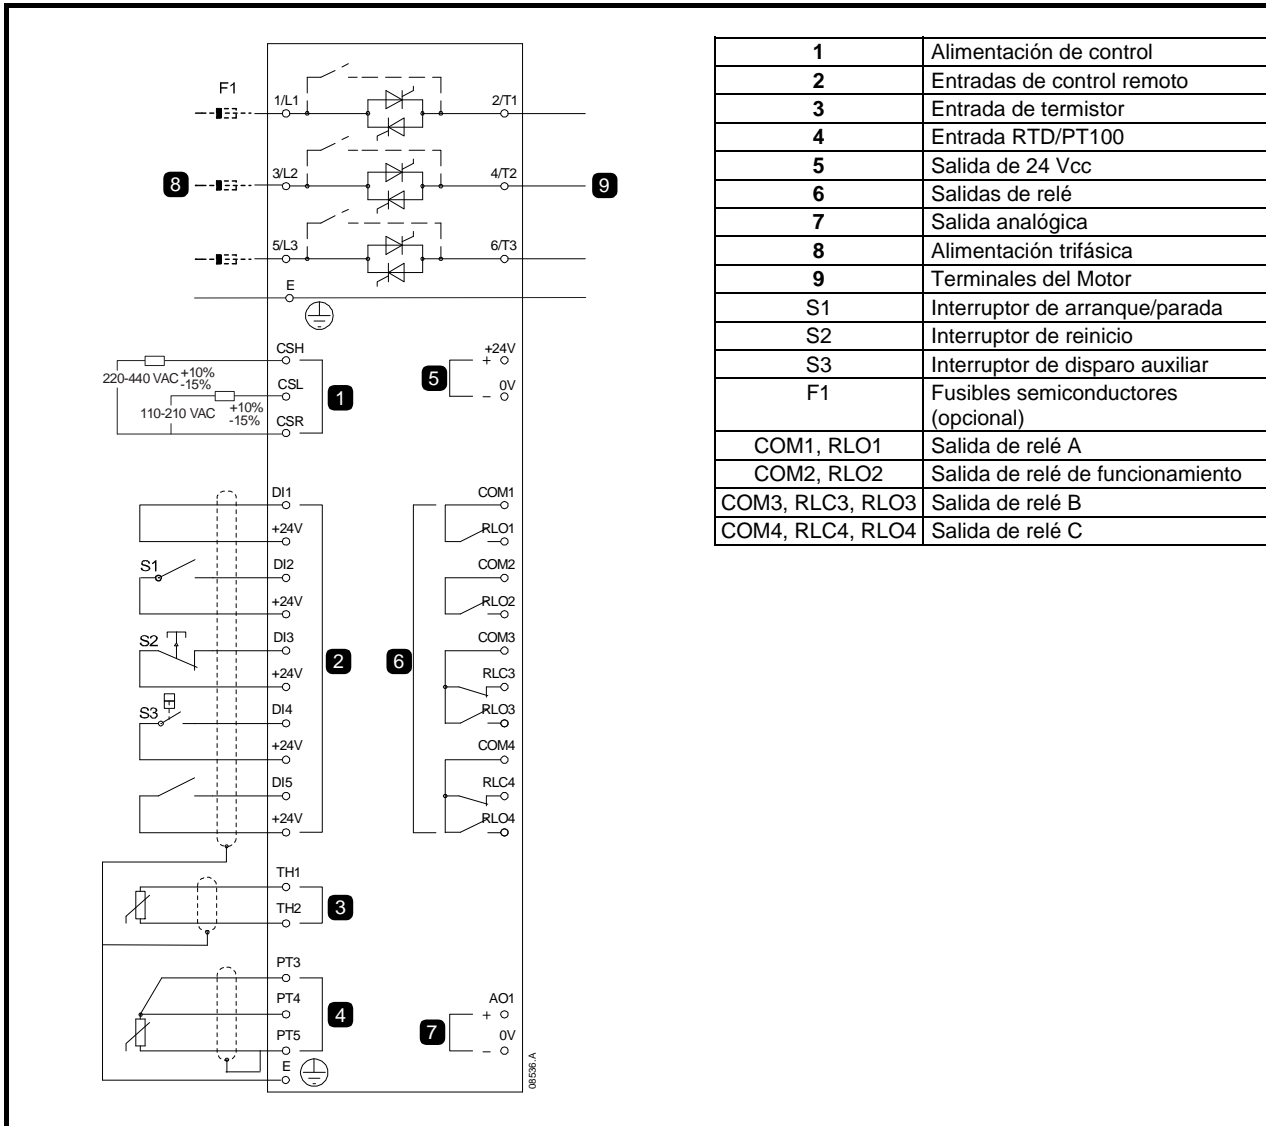 F1
1/L1
2/T1
3/L2
4/T2
8
9
5/L3
6/T3
E
CSH
220-440 VAC +10%
-15%
CSL
110-210 VAC +10%
-15%
CSR
1
+24V
+
5
0V
-
DI1
+24V
S1
DI2
+24V
S2
DI3
+24V
S3
DI4
+24V
DI5
+24V
2
COM1
RLO1
COM2
RLO2
COM3
RLC3
RLO3
COM4
RLC4
RLO4
6
TH1
TH2
3
PT3
PT4
PT5
E
4
AO1
+
7
0V
-
08536.A
1 Alimentación de control
2 Entradas de control remoto
3 Entrada de termistor
4 Entrada RTD/PT100
5 Salida de 24 Vcc
6 Salidas de relé
7 Salida analógica
8 Alimentación trifásica
9 Terminales del Motor
S1 Interruptor de arranque/parada
S2 Interruptor de reinicio
S3 Interruptor de disparo auxiliar
F1 Fusibles semiconductores
(opcional)
COM1, RLO1 Salida de relé A
COM2, RLO2 Salida de relé de funcionamiento
COM3, RLC3, RLO3 Salida de relé B
COM4, RLC4, RLO4 Salida de relé C